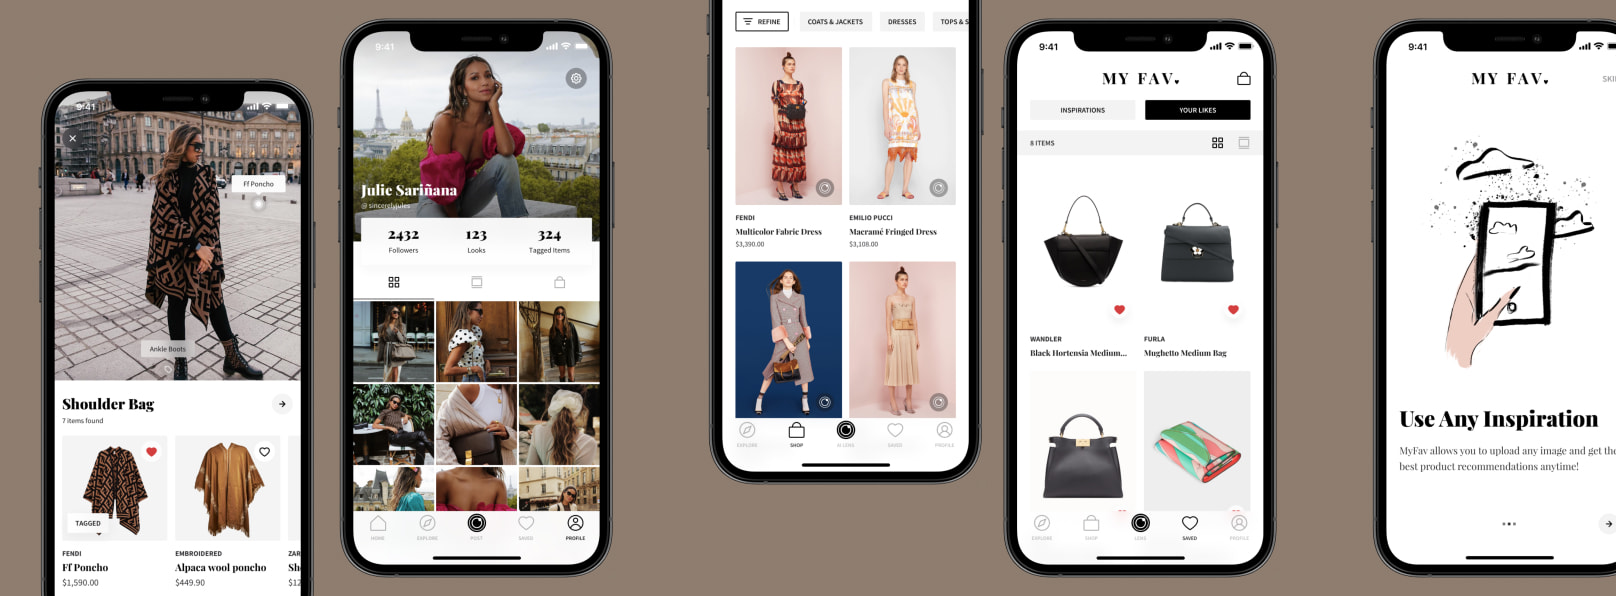 9:41
Ff Poncho
Ankle Boots
Shoulder Bag
7 items found
TAGGED
FENDI
Ff Poncho
$1,590.00
EMBROIDERED
Alpaca wool poncho
$449.90
ZAR
Sh
$12
9:41
Julie Sariñana
@sincerelyjules
2432
Followers
123
Looks
324
Tagged Items
HOME
EXPLORE
POST
SAVED
PROFILE
REFINE
COATS & JACKETS
DRESSES
TOPS & S
FENDI
Multicolor Fabric Dress
$3,390.00
EMILIO PUCCI
Macramé Fringed Dress
$3,108.00
EXPLORE
SHOP
SAVED
PROFILE
9:41
MY FAV
INSPIRATIONS
YOUR LIKES
8 ITEMS
WANDLER
Black Hortensia Medium...
FURLA
Mughetto Medium Bag
EXPLORE
SHOP
LENS
SAVED
PROFILE
9:41
MY FAV
SKI
Use Any Inspiration
MyFav allows you to upload any image and get the
best product recommendations anytime!